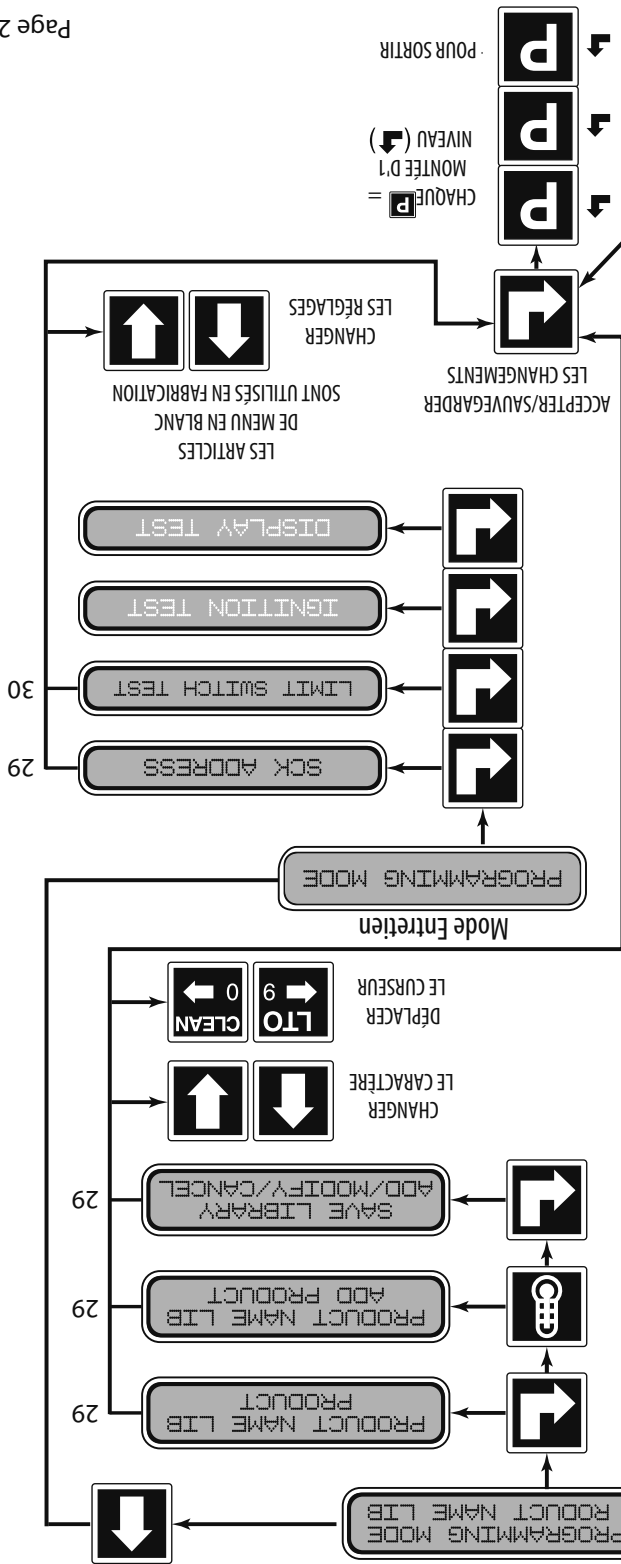 PROGRAMMING MODE
PRODUCT NAME LIB
PRODUCT NAME LIB
PRODUCT
29
PRODUCT NAME LIB
ADD PRODUCT
29
SAVE LIBRARY
ADD/MODIFY/CANCEL
29
CHANGER
LE CARACTÈRE
DÉPLACER
LE CURSEUR
LTO
9
CLEAN
0
Mode Entretien
PROGRAMMING MODE
SCK ADDRESS
29
LIMIT SWITCH TEST
30
IGNITION TEST
DISPLAY TEST
LES ARTICLES
DE MENU EN BLANC
SONT UTILISÉS EN FABRICATION
CHANGER
LES RÉGLAGES
ACCEPTER/SAUVEGARDER
LES CHANGEMENTS
P
P
P
CHAQUE P =
MONTÉE D'1
NIVEAU ( )
POUR SORTIR
Page 2